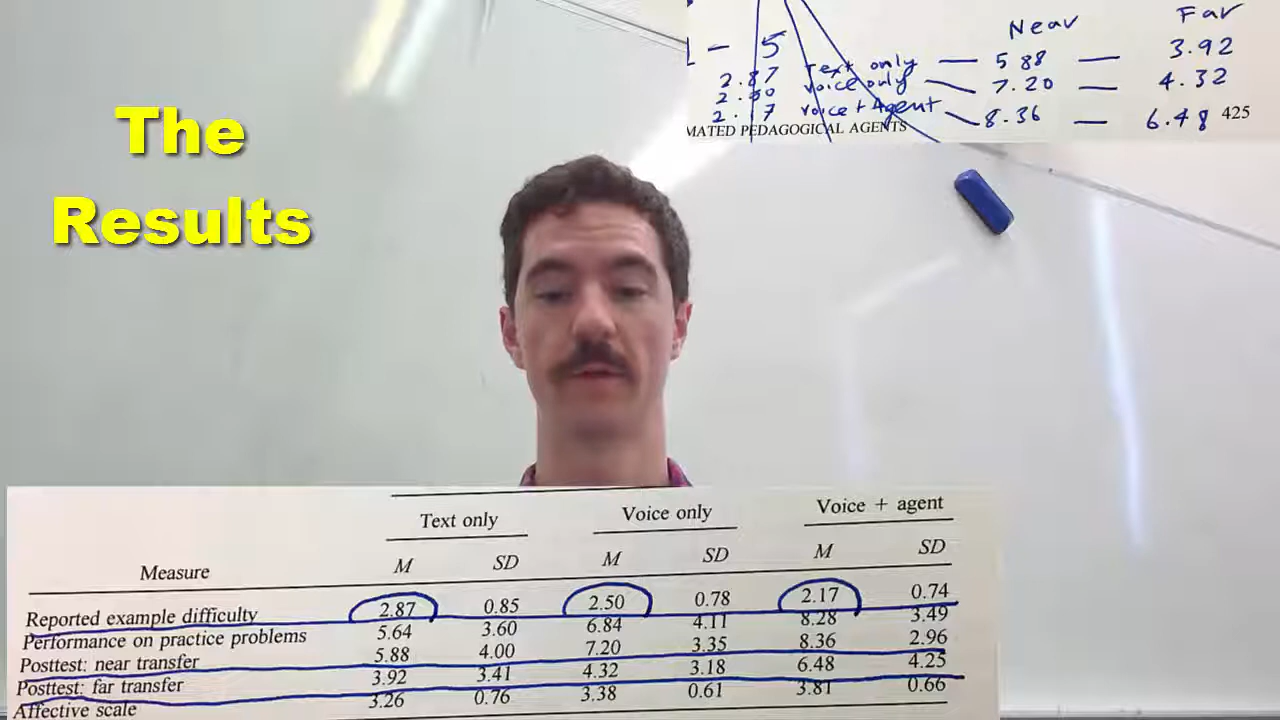 The
Results
Near Far
1 – 5
2.87 Text only — 5 88 — 3.92
2.50 voice only — 7.20 — 4.32
2.17 voice + Agent — 8.36 — 6.48
MATED PEDAGOGICAL AGENTS 425
Text only Voice only Voice + agent
Measure M SD M SD M SD
Reported example difficulty 2.87 0.85 2.50 0.78 2.17 0.74
Performance on practice problems 5.64 3.60 6.84 4.11 8.28 3.49
Posttest: near transfer 5.88 4.00 7.20 3.35 8.36 2.96
Posttest: far transfer 3.92 3.41 4.32 3.18 6.48 4.25
Affective scale 3.26 0.76 3.38 0.61 3.81 0.66